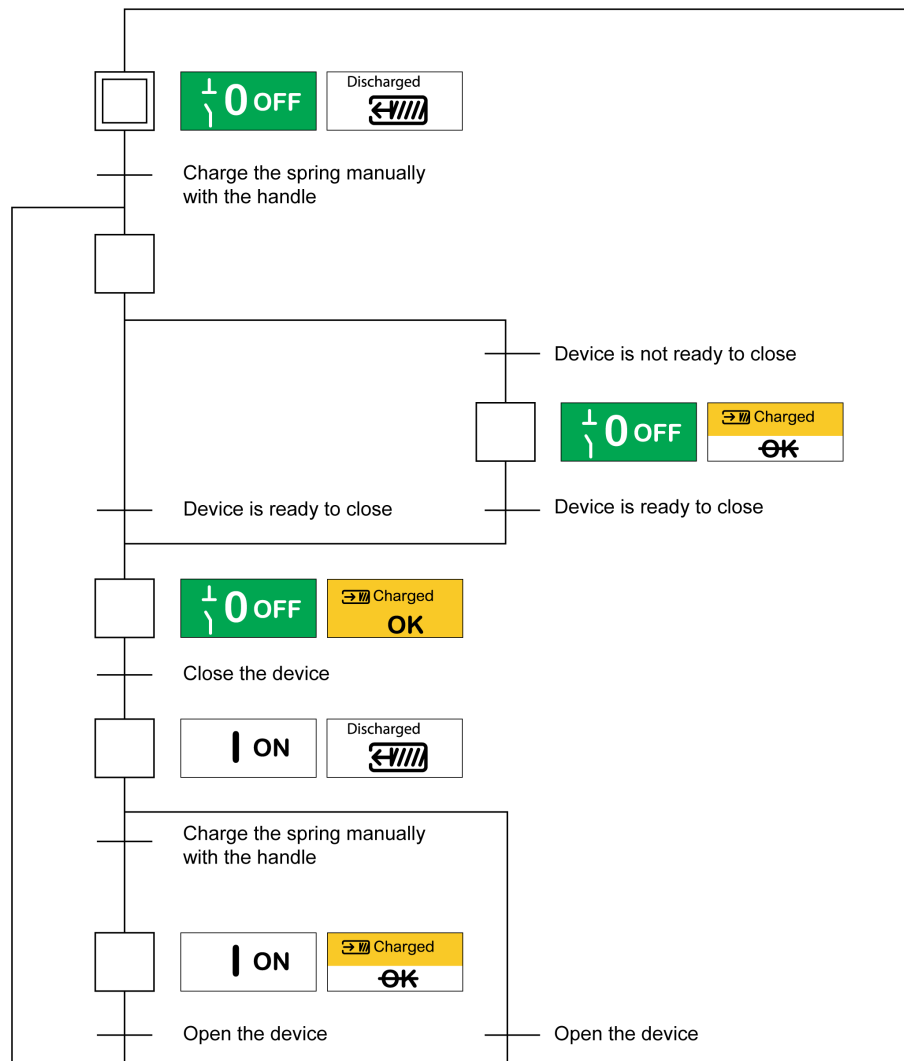 0 OFF
Discharged
Charge the spring manually
with the handle
Device is not ready to close
0 OFF
Charged
OK
Device is ready to close
Device is ready to close
0 OFF
Charged
OK
Close the device
I ON
Discharged
Charge the spring manually
with the handle
I ON
Charged
OK
Open the device
Open the device